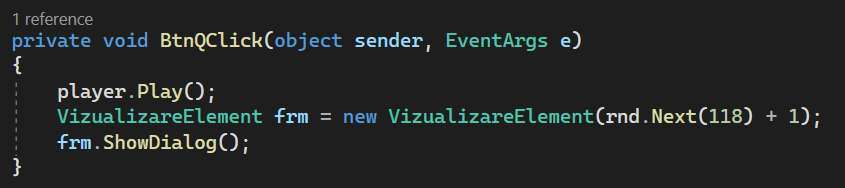 1 reference
private void BtnQClick(object sender, EventArgs e)
{
player.Play();
VizualizareElement frm = new VizualizareElement(rnd.Next(118) + 1);
frm.ShowDialog();
}